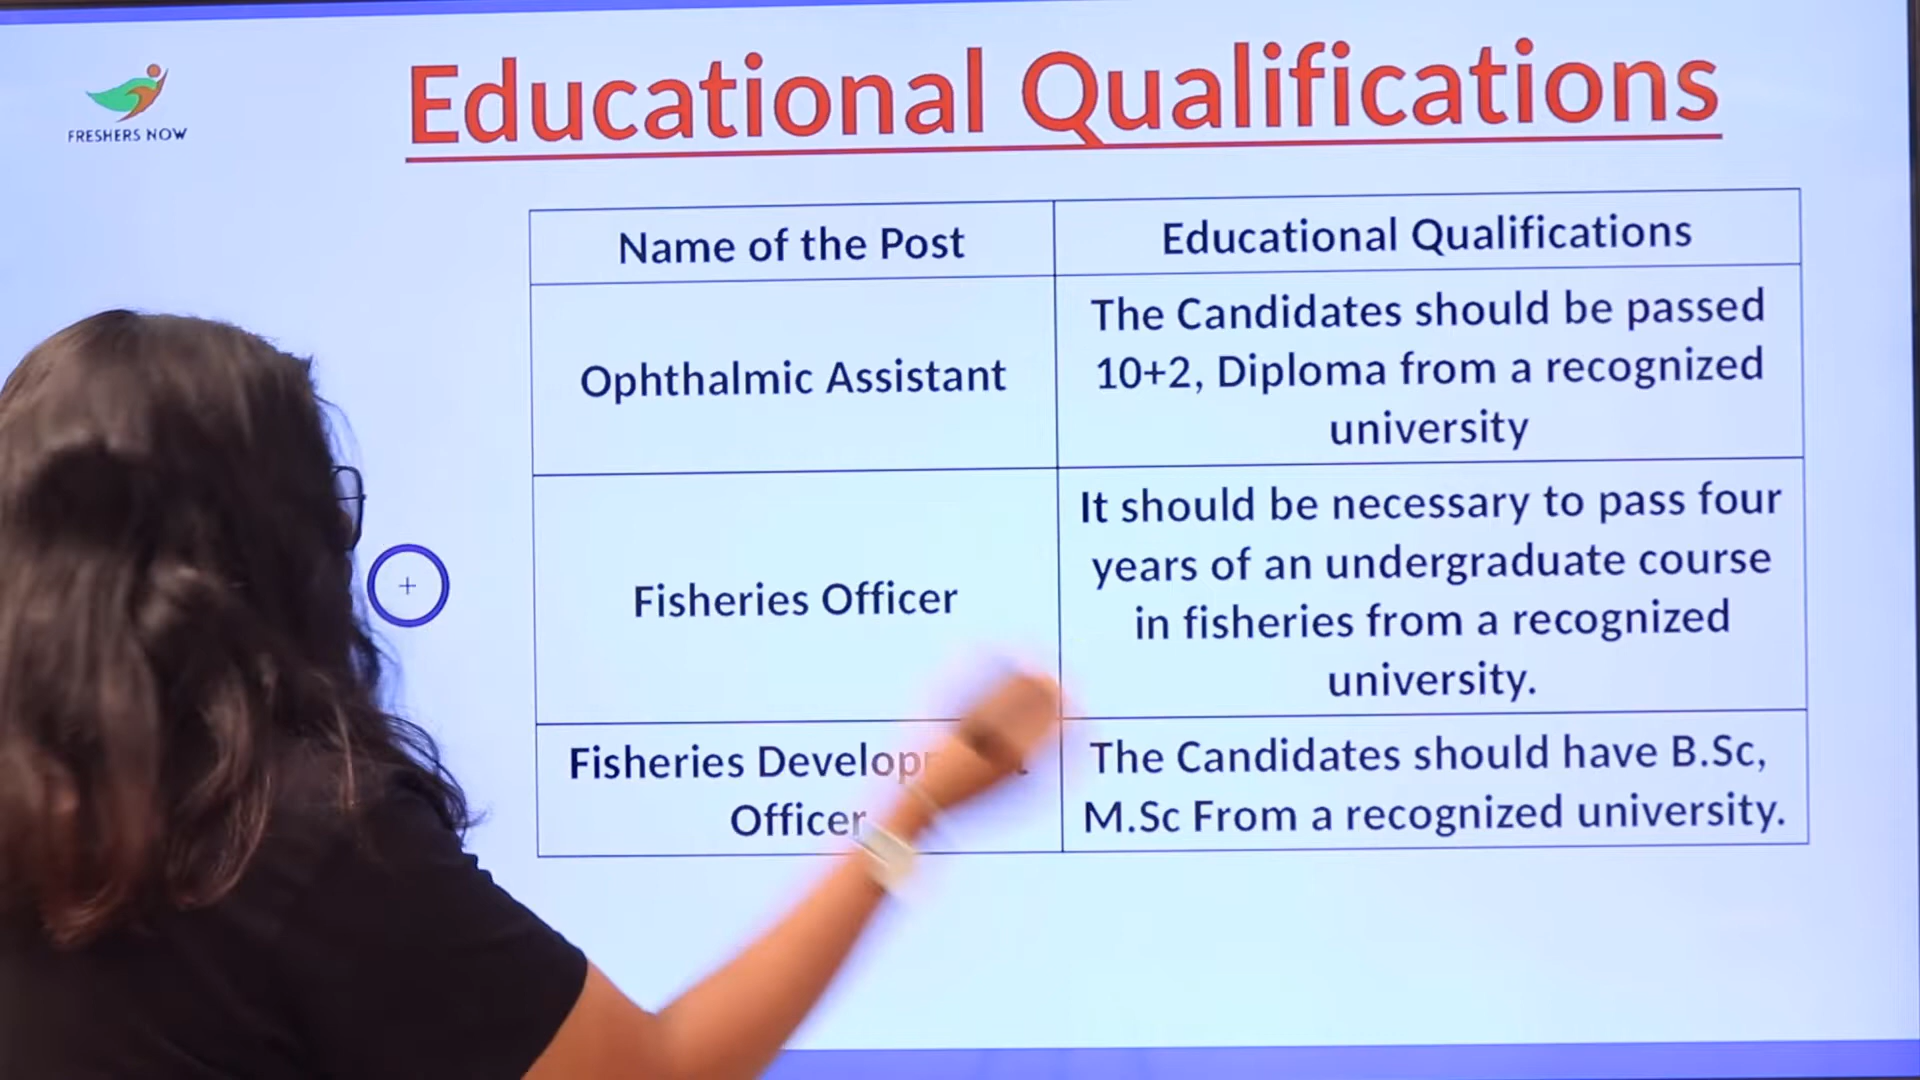 FRESHERS NOW
Educational Qualifications
Name of the Post
Educational Qualifications
Ophthalmic Assistant
The Candidates should be passed
10+2, Diploma from a recognized
university
Fisheries Officer
It should be necessary to pass four
years of an undergraduate course
in fisheries from a recognized
university.
Fisheries
Officer
The Candidates should have B.Sc,
M.Sc From a recognized university.